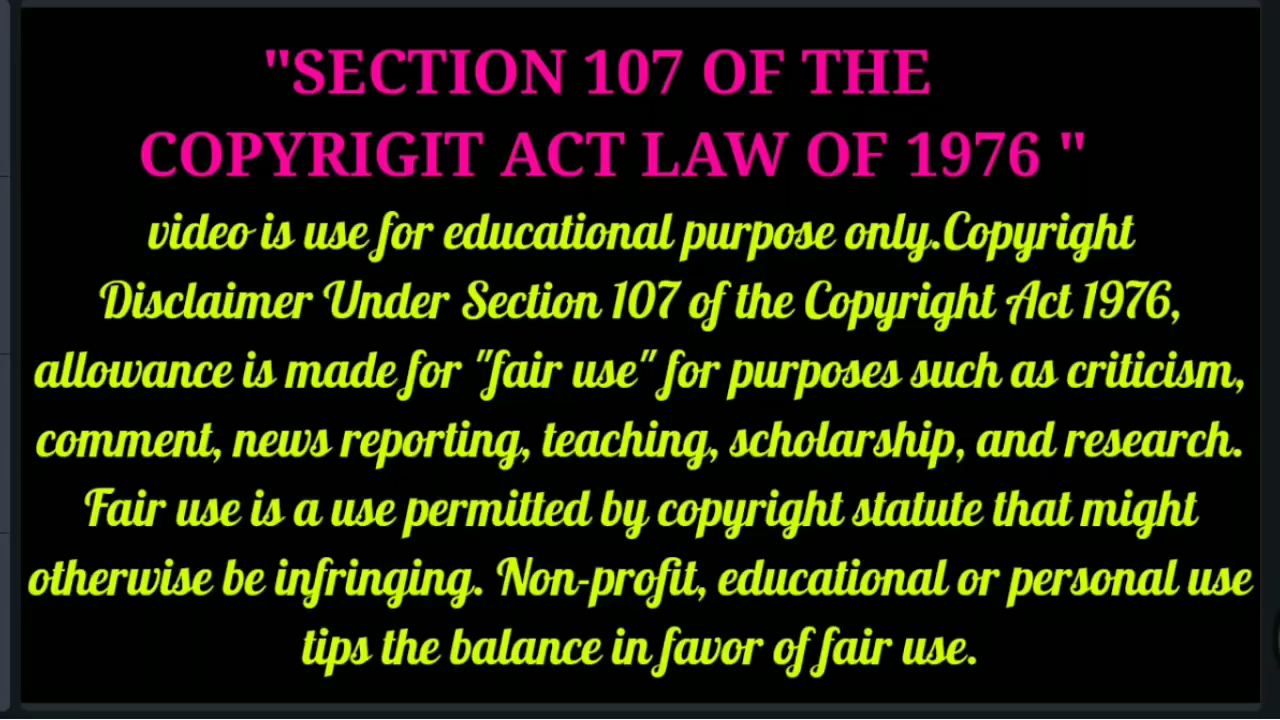 "SECTION 107 OF THE
COPYRIGIT ACT LAW OF 1976 "
video is use for educational purpose only.Copyright
Disclaimer Under Section 107 of the Copyright Act 1976,
allowance is made for "fair use" for purposes such as criticism,
comment, news reporting, teaching, scholarship, and research.
Fair use is a use permitted by copyright statute that might
otherwise be infringing. Non-profit, educational or personal use
tips the balance in favor of fair use.